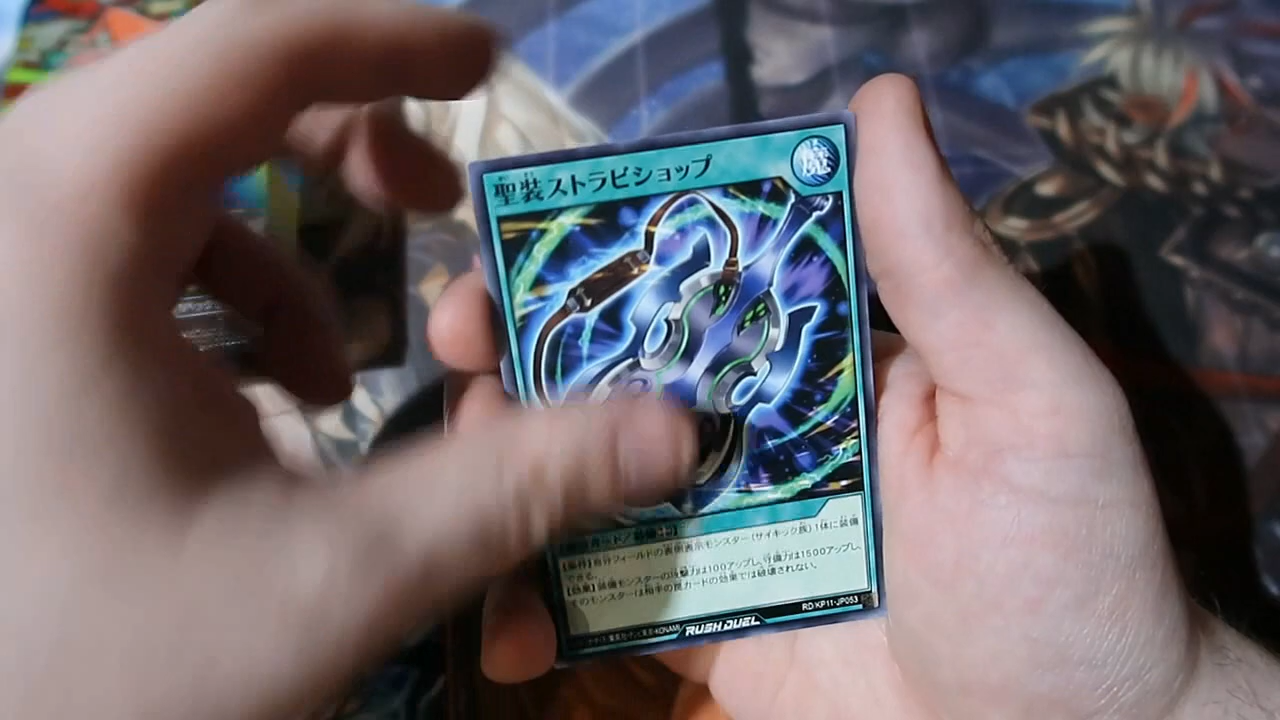 聖装ストラビショップ
魔
【条件】自分フィールドの表側表示モンスター(サイキック族)1体に装備
できる。
【効果】装備モンスターの攻撃力は100アップし、守備力は1500アップし、
そのモンスターは相手の罠カードの効果では破壊されない。
RD/KP11-JP053
RUSH DUEL